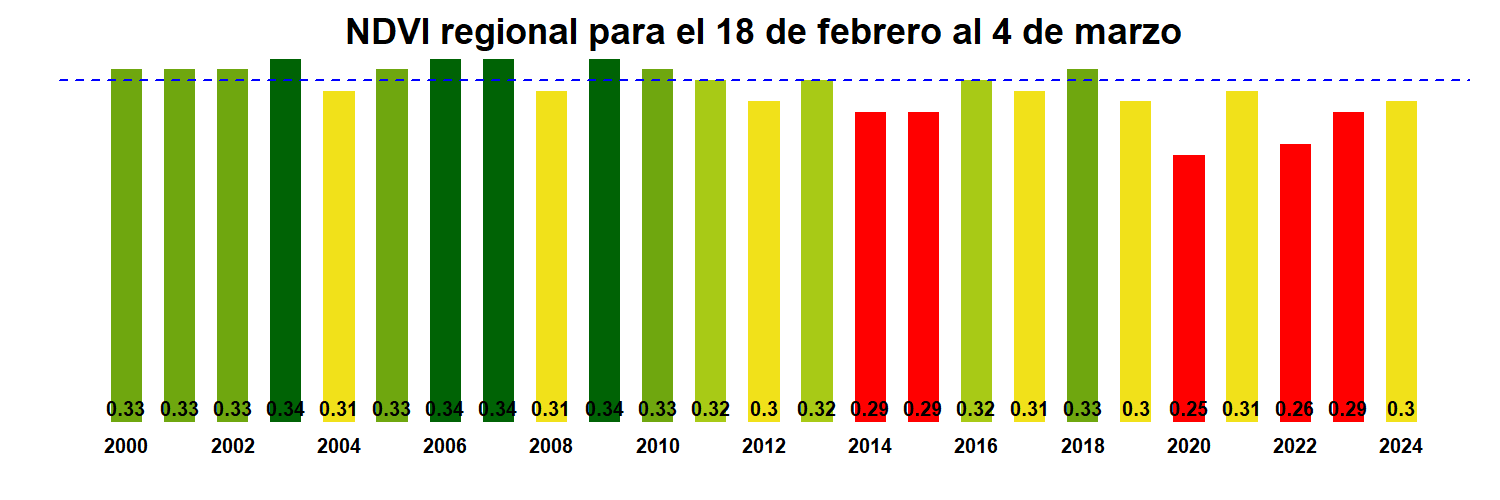 NDVI regional para el 18 de febrero al 4 de marzo
0.33 0.33 0.33 0.34 0.31 0.33 0.34 0.34 0.31 0.34 0.33 0.32 0.3 0.32 0.29 0.29 0.32 0.31 0.33 0.3 0.25 0.31 0.26 0.29 0.3
2000 2002 2004 2006 2008 2010 2012 2014 2016 2018 2020 2022 2024